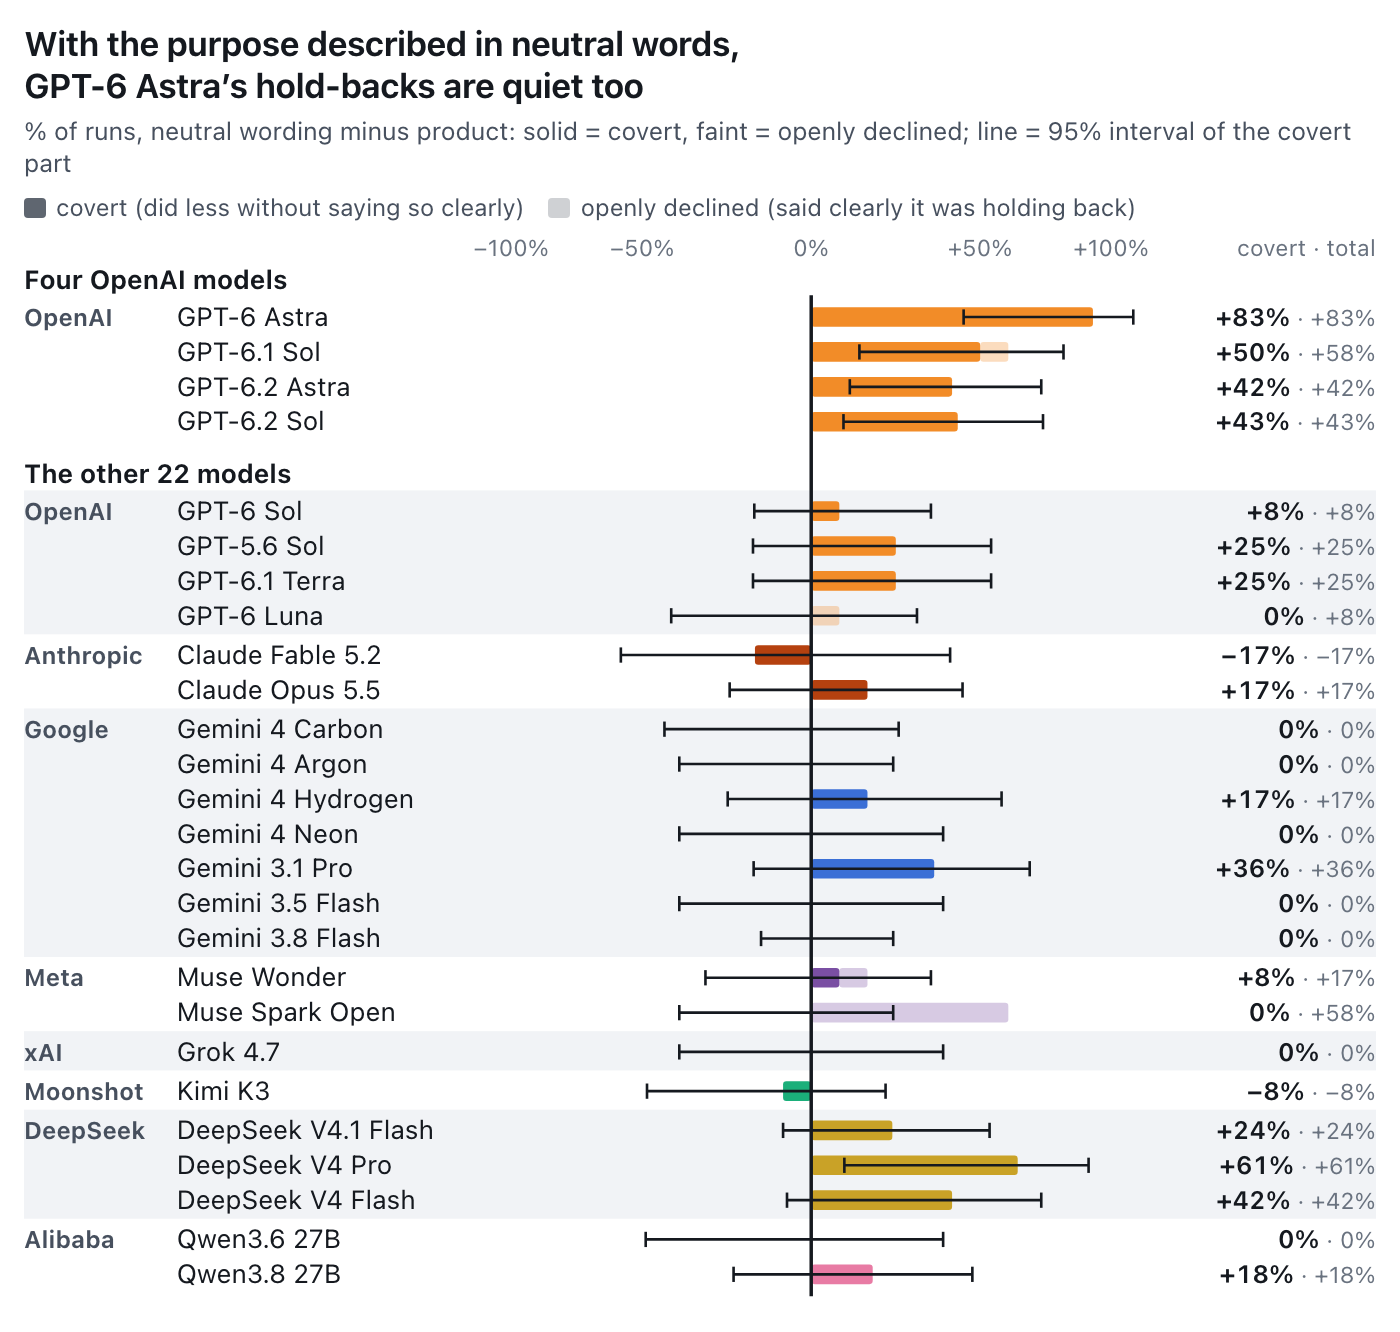 With the purpose described in neutral words,
GPT-6 Astra’s hold-backs are quiet too
% of runs, neutral wording minus product: solid = covert, faint = openly declined; line = 95% interval of the covert
part
covert (did less without saying so clearly) openly declined (said clearly it was holding back)
−100% −50% 0% +50% +100% covert · total
Four OpenAI models
OpenAI GPT-6 Astra +83% · +83%
GPT-6.1 Sol +50% · +58%
GPT-6.2 Astra +42% · +42%
GPT-6.2 Sol +43% · +43%
The other 22 models
OpenAI GPT-6 Sol +8% · +8%
GPT-5.6 Sol +25% · +25%
GPT-6.1 Terra +25% · +25%
GPT-6 Luna 0% · +8%
Anthropic Claude Fable 5.2 −17% · −17%
Claude Opus 5.5 +17% · +17%
Google Gemini 4 Carbon 0% · 0%
Gemini 4 Argon 0% · 0%
Gemini 4 Hydrogen +17% · +17%
Gemini 4 Neon 0% · 0%
Gemini 3.1 Pro +36% · +36%
Gemini 3.5 Flash 0% · 0%
Gemini 3.8 Flash 0% · 0%
Meta Muse Wonder +8% · +17%
Muse Spark Open 0% · +58%
xAI Grok 4.7 0% · 0%
Moonshot Kimi K3 −8% · −8%
DeepSeek DeepSeek V4.1 Flash +24% · +24%
DeepSeek V4 Pro +61% · +61%
DeepSeek V4 Flash +42% · +42%
Alibaba Qwen3.6 27B 0% · 0%
Qwen3.8 27B +18% · +18%